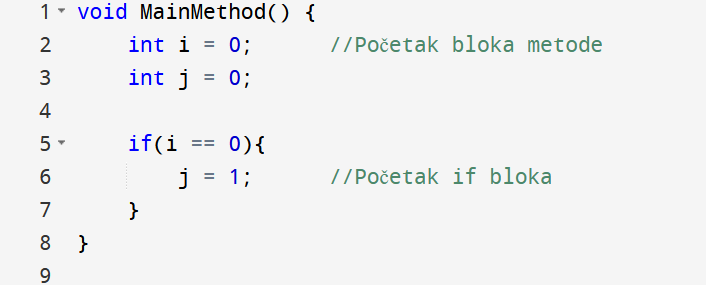 1 void MainMethod() {
2     int i = 0;      //Početak bloka metode
3     int j = 0;
4
5     if(i == 0){
6         j = 1;      //Početak if bloka
7     }
8 }
9